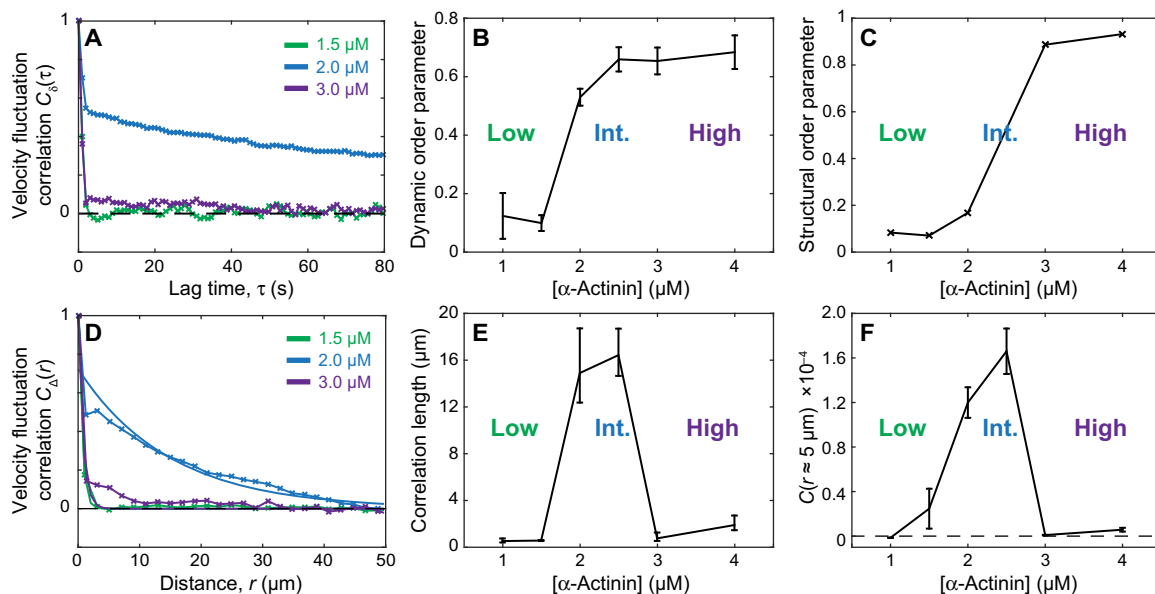 A
1.5 µM
2.0 µM
3.0 µM
1
0
0
20
40
60
80
Velocity fluctuation
correlation Cδ(τ)
Lag time, τ (s)
B
0.8
0.6
0.4
0.2
0
1
2
3
4
Low
Int.
High
Dynamic order parameter
[α-Actinin] (µM)
C
1
0.8
0.6
0.4
0.2
0
1
2
3
4
Low
Int.
High
Structural order parameter
[α-Actinin] (µM)
D
1.5 µM
2.0 µM
3.0 µM
1
0
0
10
20
30
40
50
Velocity fluctuation
correlation CΔ(r)
Distance, r (µm)
E
20
16
12
8
4
0
1
2
3
4
Low
Int.
High
Correlation length (µm)
[α-Actinin] (µM)
F
2.0
1.6
1.2
0.8
0.4
0
1
2
3
4
Low
Int.
High
C(r ≈ 5 µm) ×10⁻⁴
[α-Actinin] (µM)